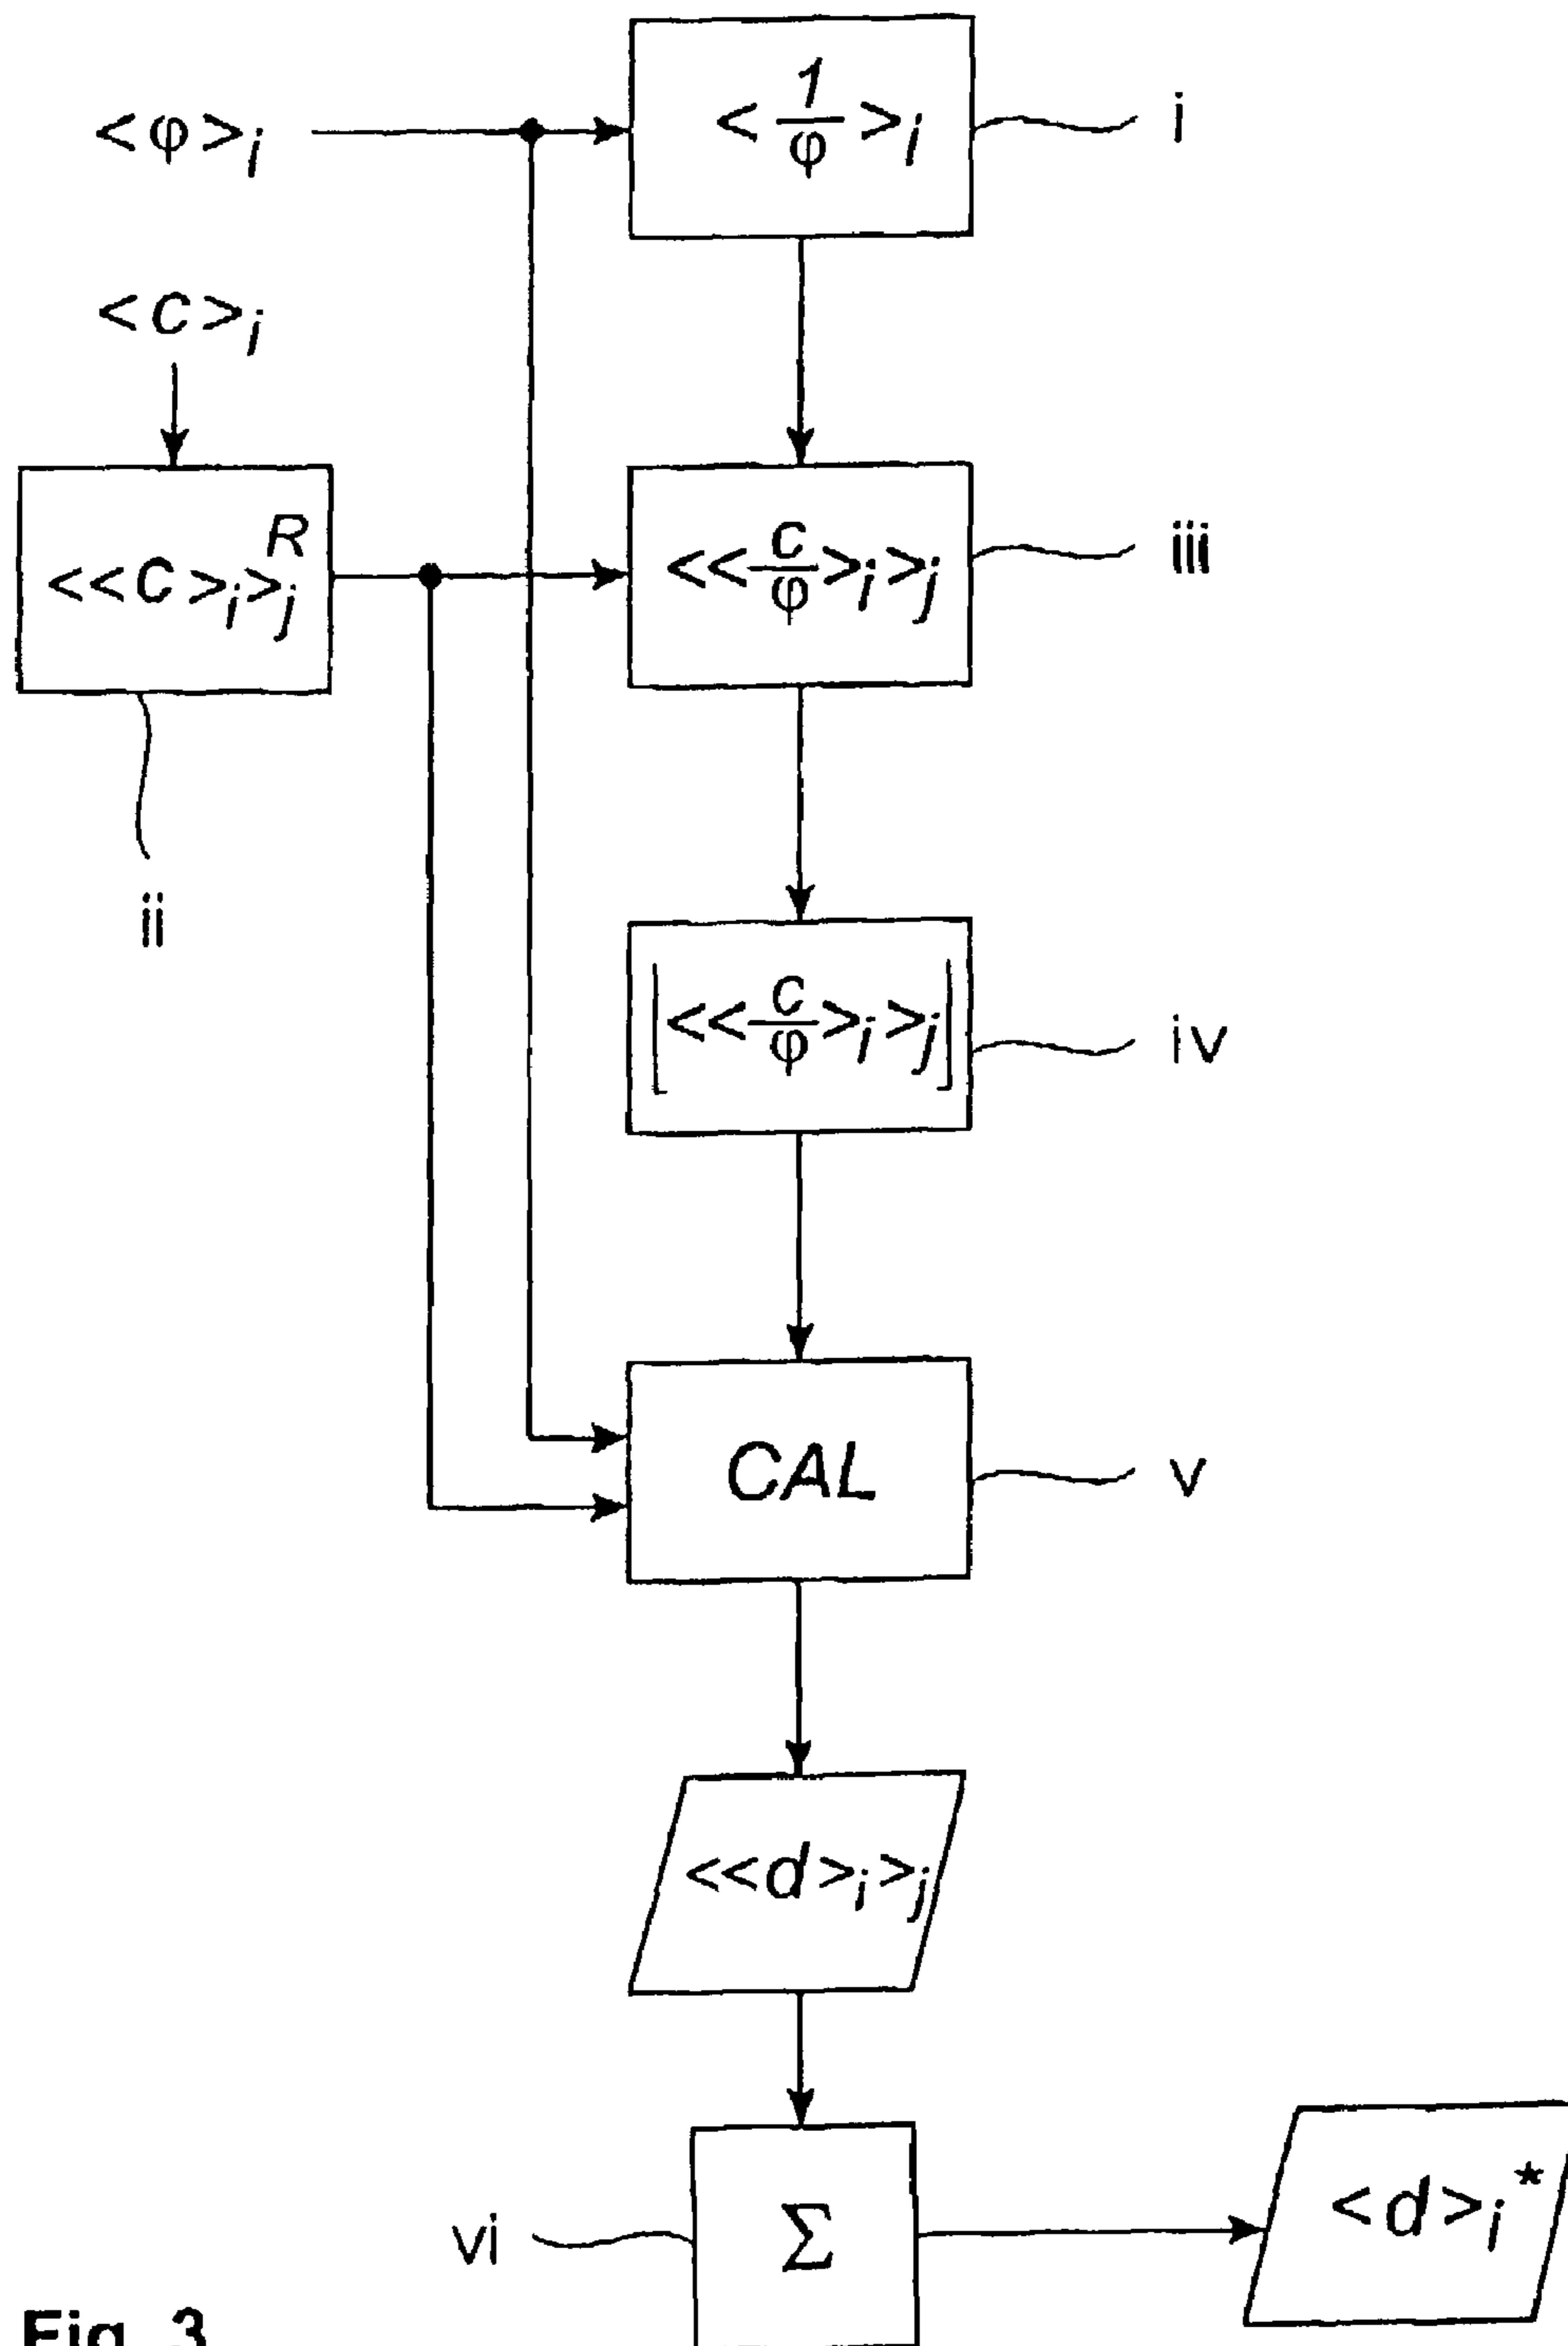 <φ>i
<1/φ>i
i
<c>i
<<c>i>j R
<<c/φ>i>j
iii
ii
⌊<<c/φ>i>j⌋
iv
CAL
v
<<d>i>j
vi
Σ
<d>i*
Fig. 3